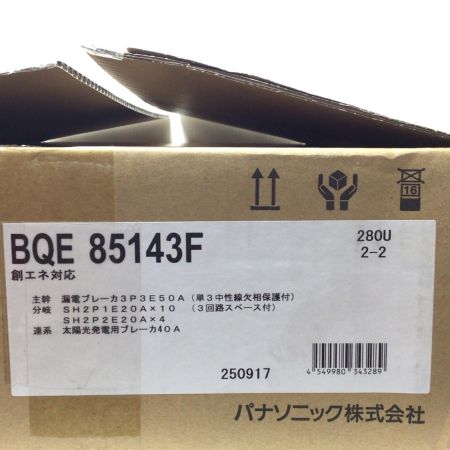 16
BQE 85143F
280U
2-2
創エネ対応
主幹 漏電ブレーカ3P3E50A(単3中性線欠相保護付)
分岐 SH2P1E20A×10 (3回路スペース付)
SH2P2E20A×4
連系 太陽光発電用ブレーカ40A
250917
4 549980 343289
パナソニック株式会社